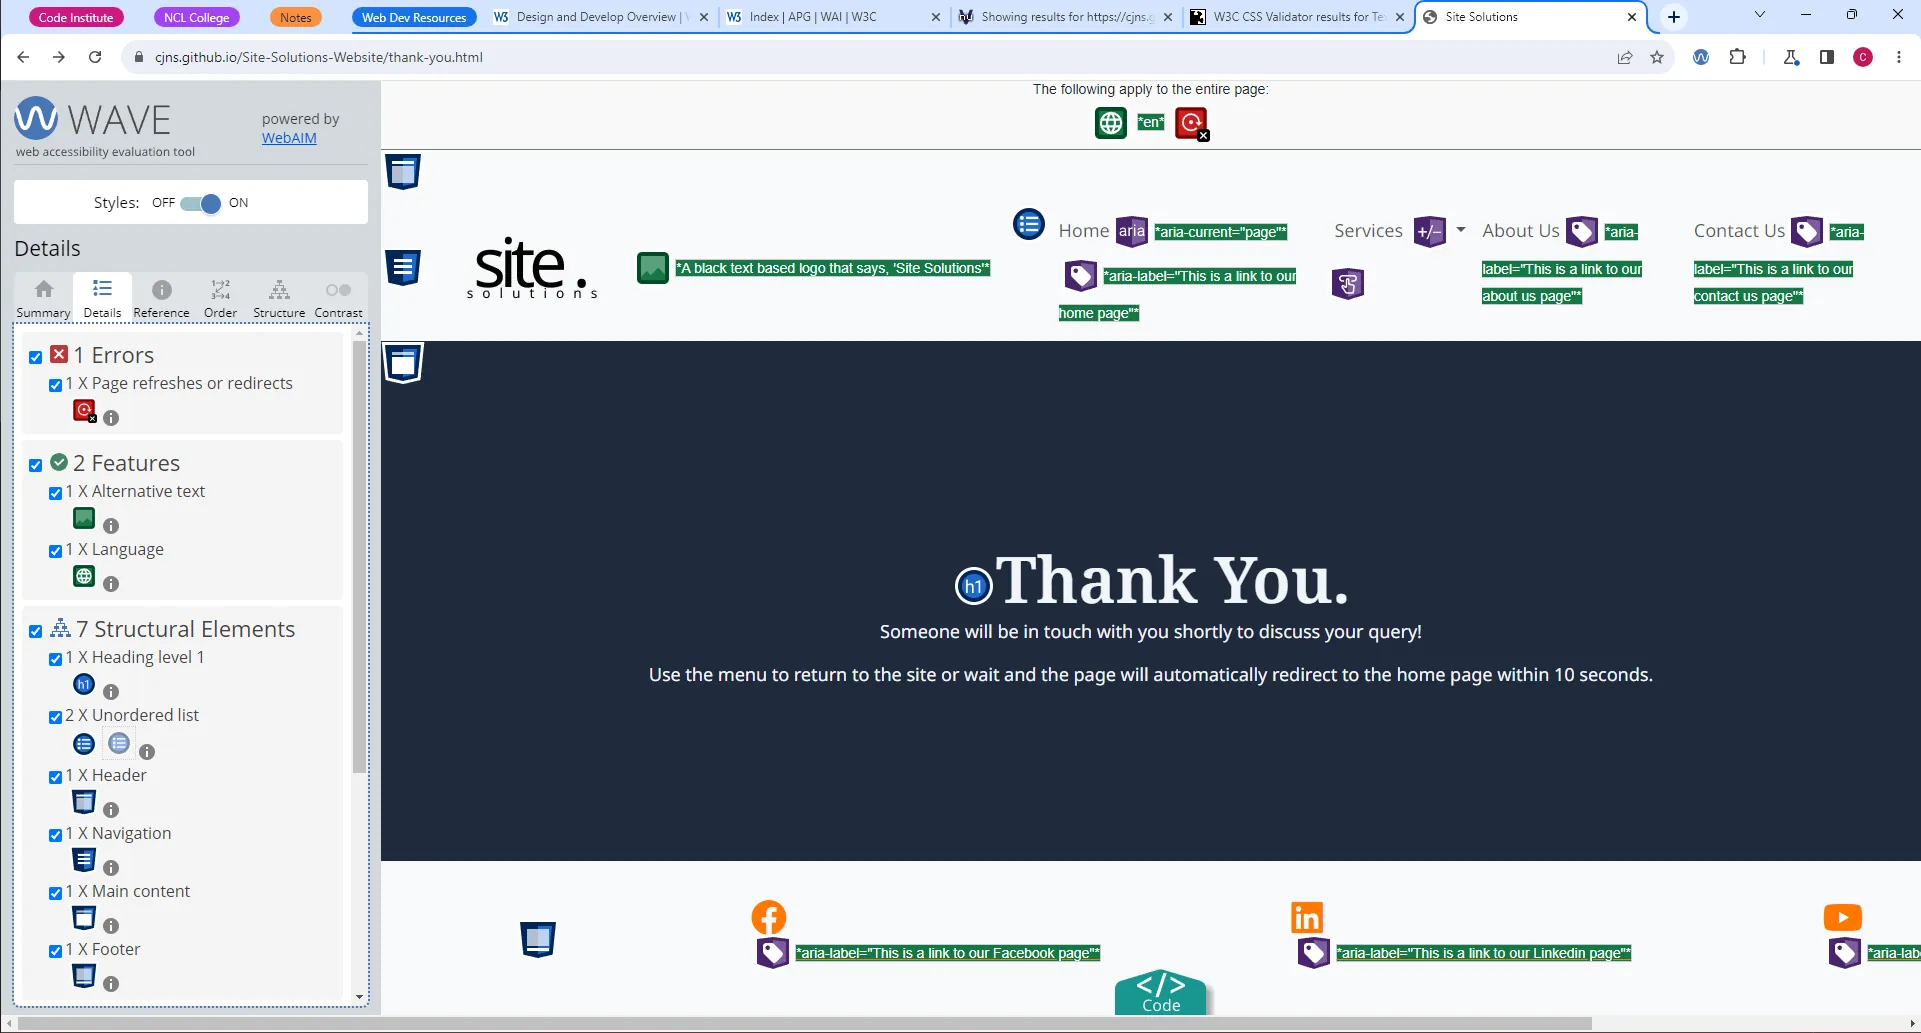 Code Institute
NCL College
Notes
Web Dev Resources
Design and Develop Overview |
Index | APG | WAI | W3C
Showing results for https://cjns.g
W3C CSS Validator results for Te
Site Solutions
cjns.github.io/Site-Solutions-Website/thank-you.html
C
WAVE
web accessibility evaluation tool
powered by
WebAIM
Styles: OFF ON
Details
Summary Details Reference Order Structure Contrast
1 Errors
1 X Page refreshes or redirects
2 Features
1 X Alternative text
1 X Language
7 Structural Elements
1 X Heading level 1
h1
2 X Unordered list
1 X Header
1 X Navigation
1 X Main content
1 X Footer
The following apply to the entire page:
*en*
site.
solutions
*A black text based logo that says, 'Site Solutions'*
Home aria *aria-current="page"*
*aria-label="This is a link to our
home page"*
Services +/-
About Us *aria-
label="This is a link to our
about us page"*
Contact Us *aria-
label="This is a link to our
contact us page"*
h1 Thank You.
Someone will be in touch with you shortly to discuss your query!
Use the menu to return to the site or wait and the page will automatically redirect to the home page within 10 seconds.
*aria-label="This is a link to our Facebook page"*
*aria-label="This is a link to our Linkedin page"*
*aria-lab
</>
Code